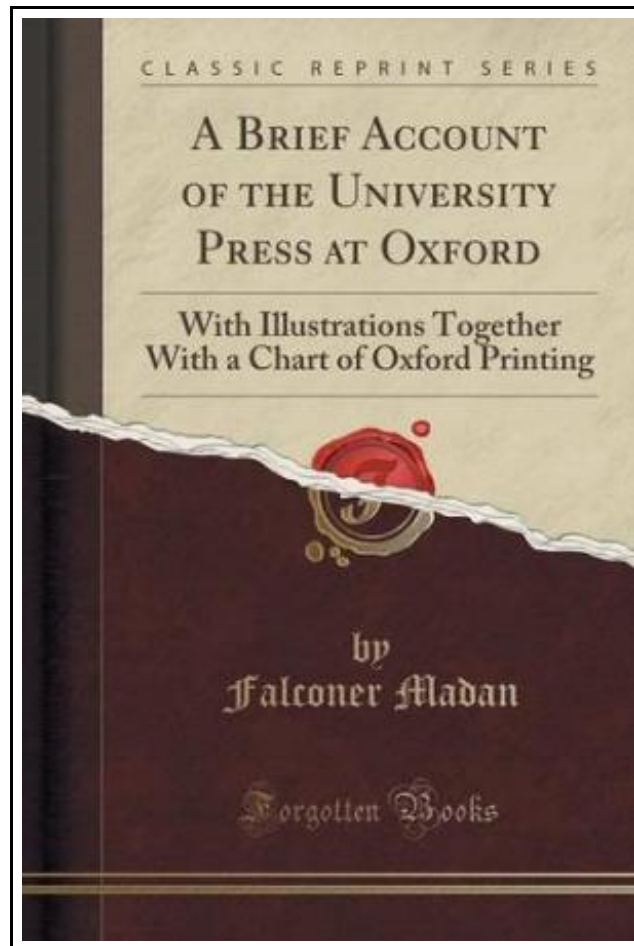 CLASSIC REPRINT SERIES
A BRIEF ACCOUNT
OF THE UNIVERSITY
PRESS AT OXFORD
With Illustrations Together
With a Chart of Oxford Printing
F
by
Falconer Madan
Forgotten Books